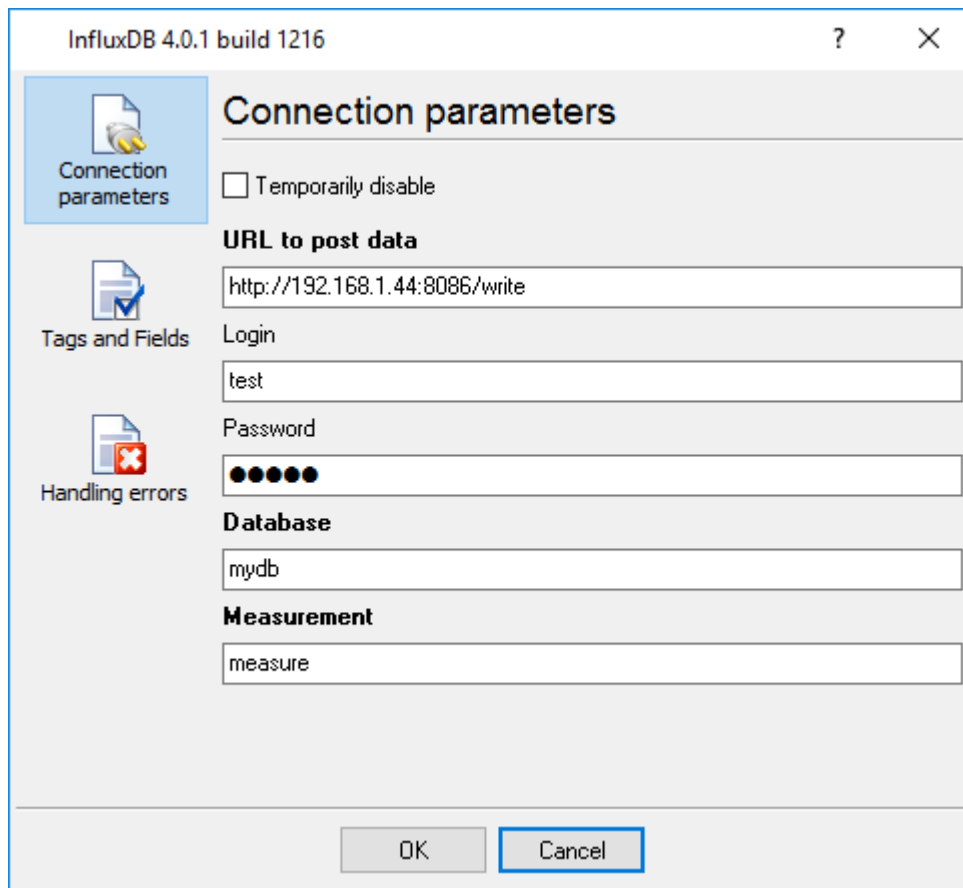 InfluxDB 4.0.1 build 1216
?
Connection
parameters
Tags and Fields
Handling errors
Connection parameters
Temporarily disable
URL to post data
http://192.168.1.44:8086/write
Login
test
Password
●●●●●
Database
mydb
Measurement
measure
OK
Cancel